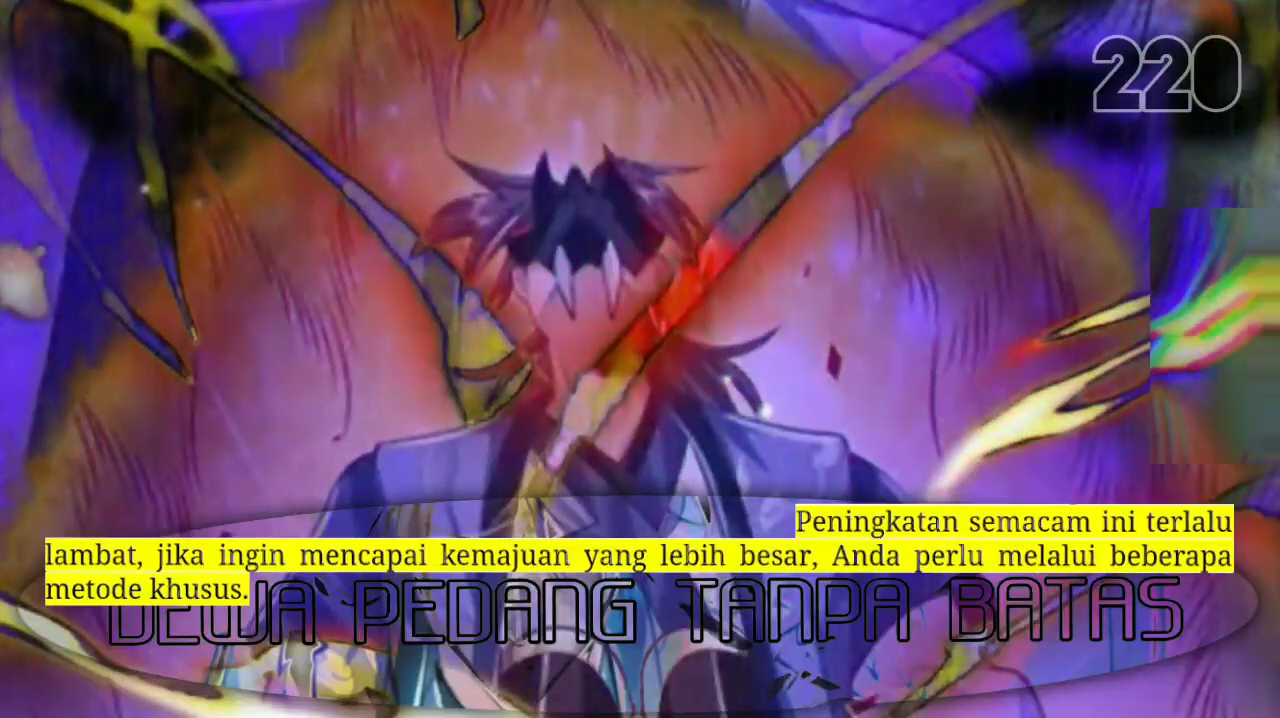 220
Peningkatan semacam ini terlalu
lambat, jika ingin mencapai kemajuan yang lebih besar, Anda perlu melalui beberapa
metode khusus.
DEWA PEDANG TANPA BATAS